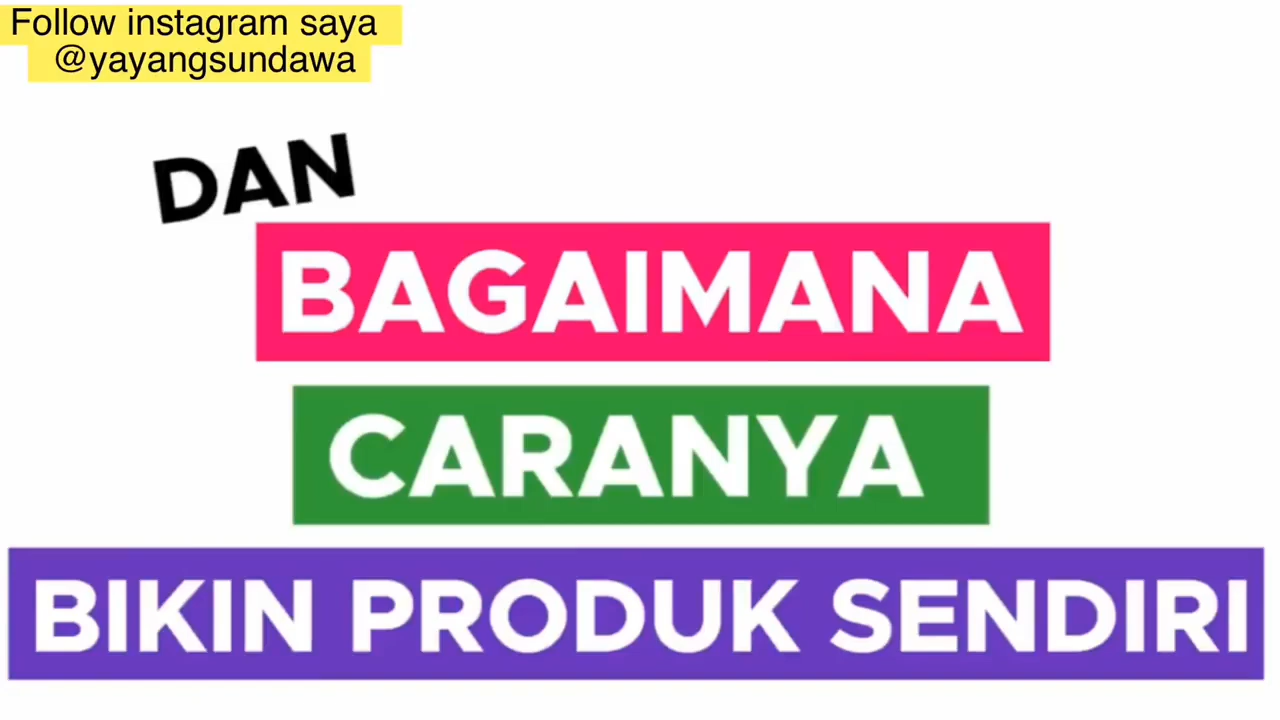 Follow instagram saya
@yayangsundawa
DAN
BAGAIMANA
CARANYA
BIKIN PRODUK SENDIRI